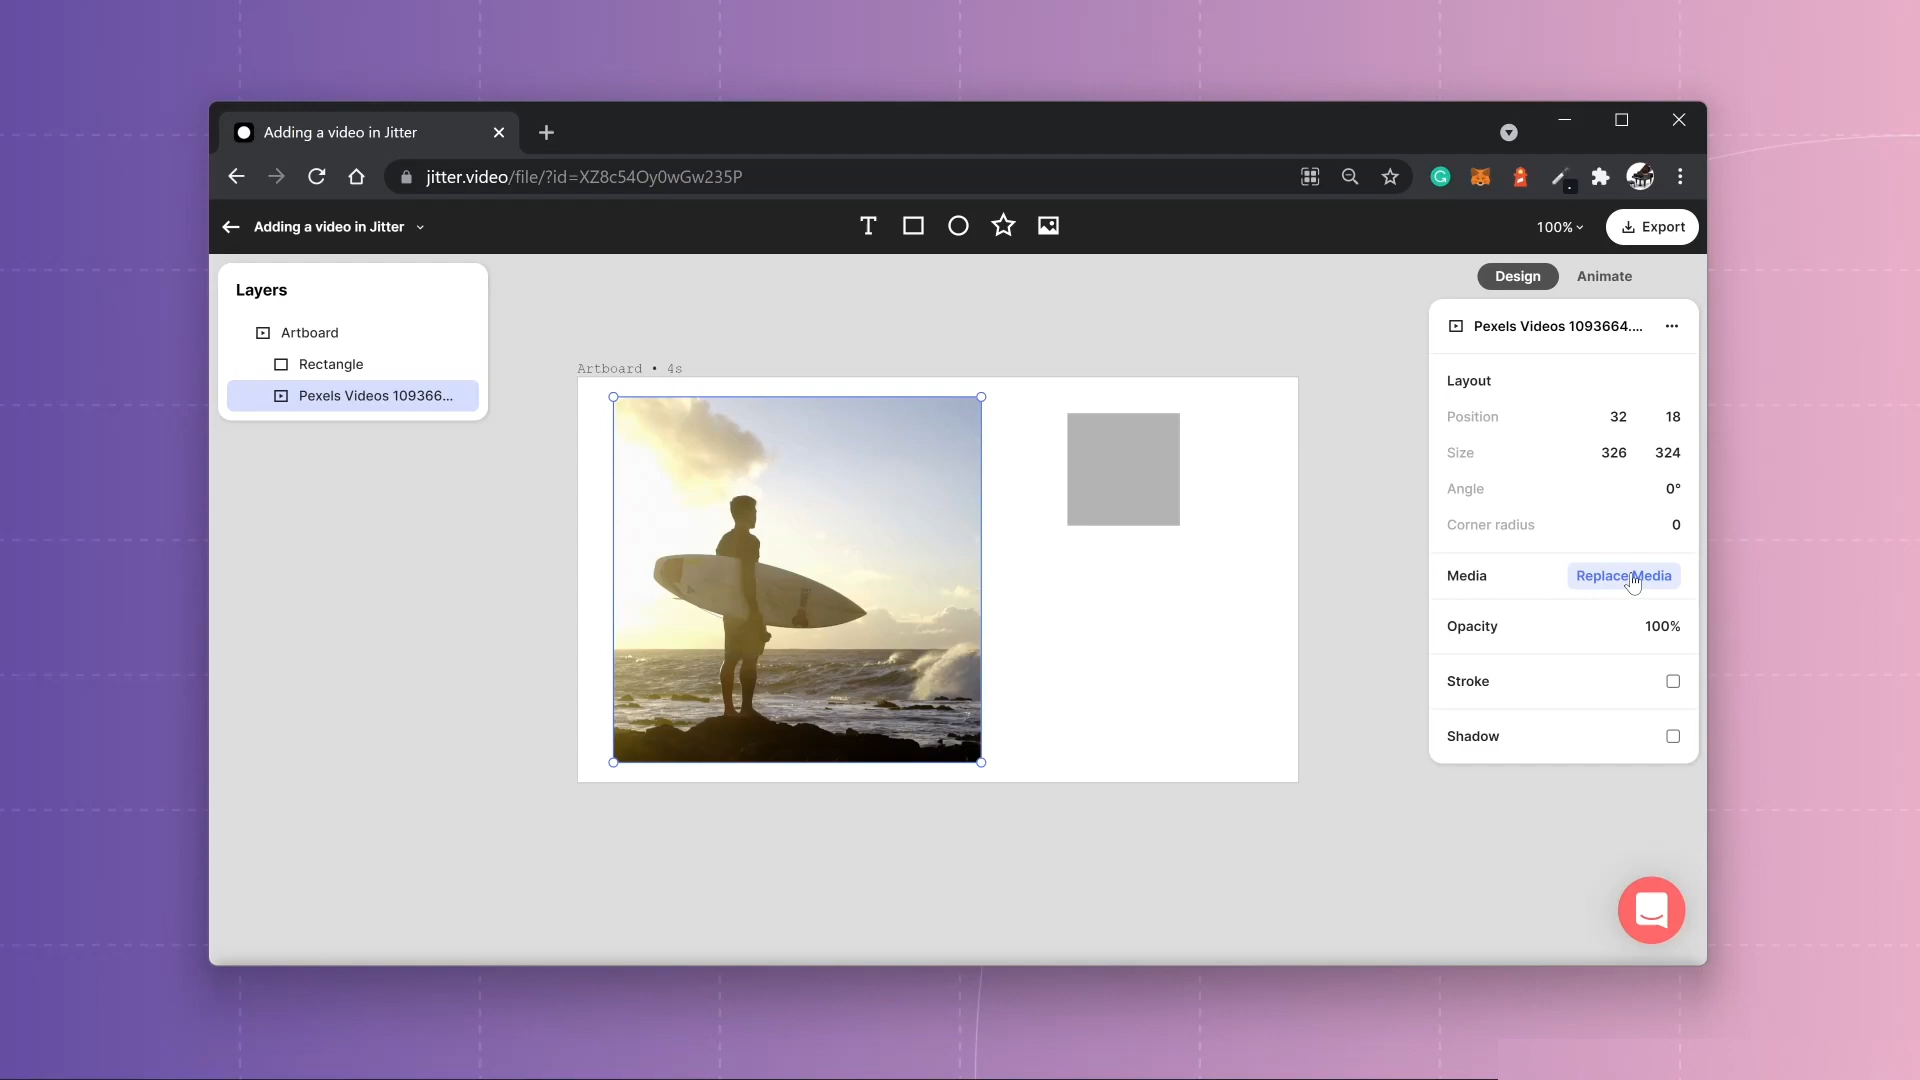 Adding a video in Jitter
jitter.video/file/?id=XZ8c54Oy0wGw235P
Adding a video in Jitter
100%
Export
Layers
Artboard
Rectangle
Pexels Videos 109366...
Artboard • 4s
Design
Animate
Pexels Videos 1093664....
Layout
Position 32 18
Size 326 324
Angle 0°
Corner radius 0
Media Replace Media
Opacity 100%
Stroke
Shadow